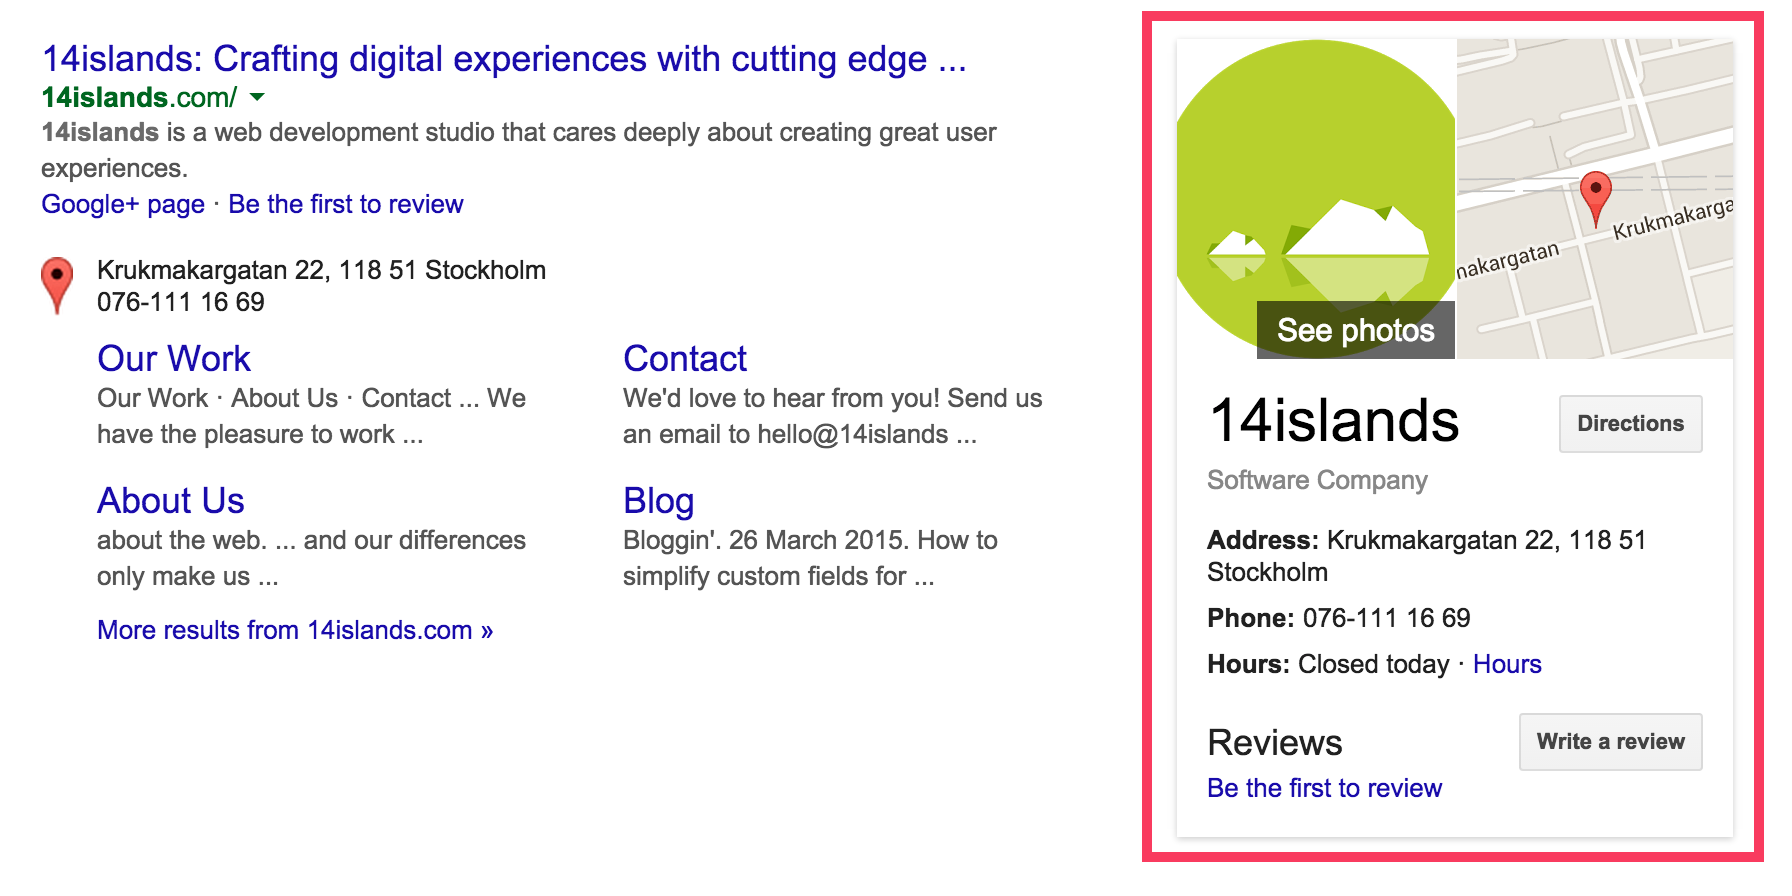 14islands: Crafting digital experiences with cutting edge ...
14islands.com/
14islands is a web development studio that cares deeply about creating great user
experiences.
Google+ page · Be the first to review
Krukmakargatan 22, 118 51 Stockholm
076-111 16 69
Our Work
Our Work · About Us · Contact ... We
have the pleasure to work ...
Contact
We'd love to hear from you! Send us
an email to hello@14islands ...
About Us
about the web. ... and our differences
only make us ...
Blog
Bloggin'. 26 March 2015. How to
simplify custom fields for ...
More results from 14islands.com »
See photos
Krukmakarga
makargatan
14islands
Directions
Software Company
Address: Krukmakargatan 22, 118 51
Stockholm
Phone: 076-111 16 69
Hours: Closed today · Hours
Reviews
Write a review
Be the first to review